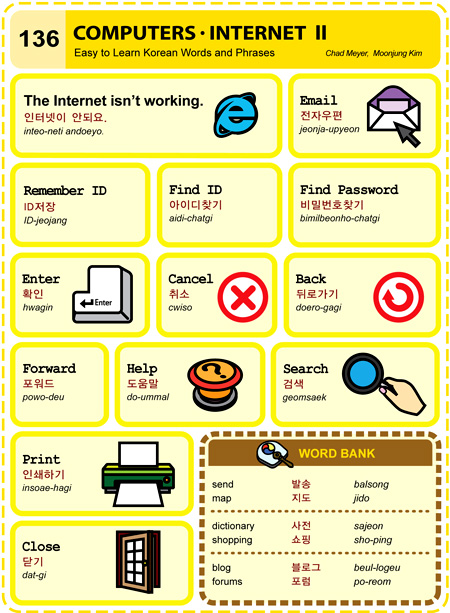 136
COMPUTERS · INTERNET II
Easy to Learn Korean Words and Phrases
Chad Meyer, Moonjung Kim
The Internet isn't working.
인터넷이 안되요.
inteo-neti andoeyo.
Email
전자우편
jeonja-upyeon
Remember ID
ID저장
ID-jeojang
Find ID
아이디찾기
aidi-chatgi
Find Password
비밀번호찾기
bimilbeonho-chatgi
Enter
확인
hwagin
Enter
Cancel
취소
cwiso
Back
뒤로가기
doero-gagi
Forward
포워드
powo-deu
Help
도움말
do-ummal
?
Search
검색
geomsaek
Print
인쇄하기
insoae-hagi
Close
닫기
dat-gi
WORD BANK
send 발송 balsong
map 지도 jido
dictionary 사전 sajeon
shopping 쇼핑 sho-ping
blog 블로그 beul-logeu
forums 포럼 po-reom